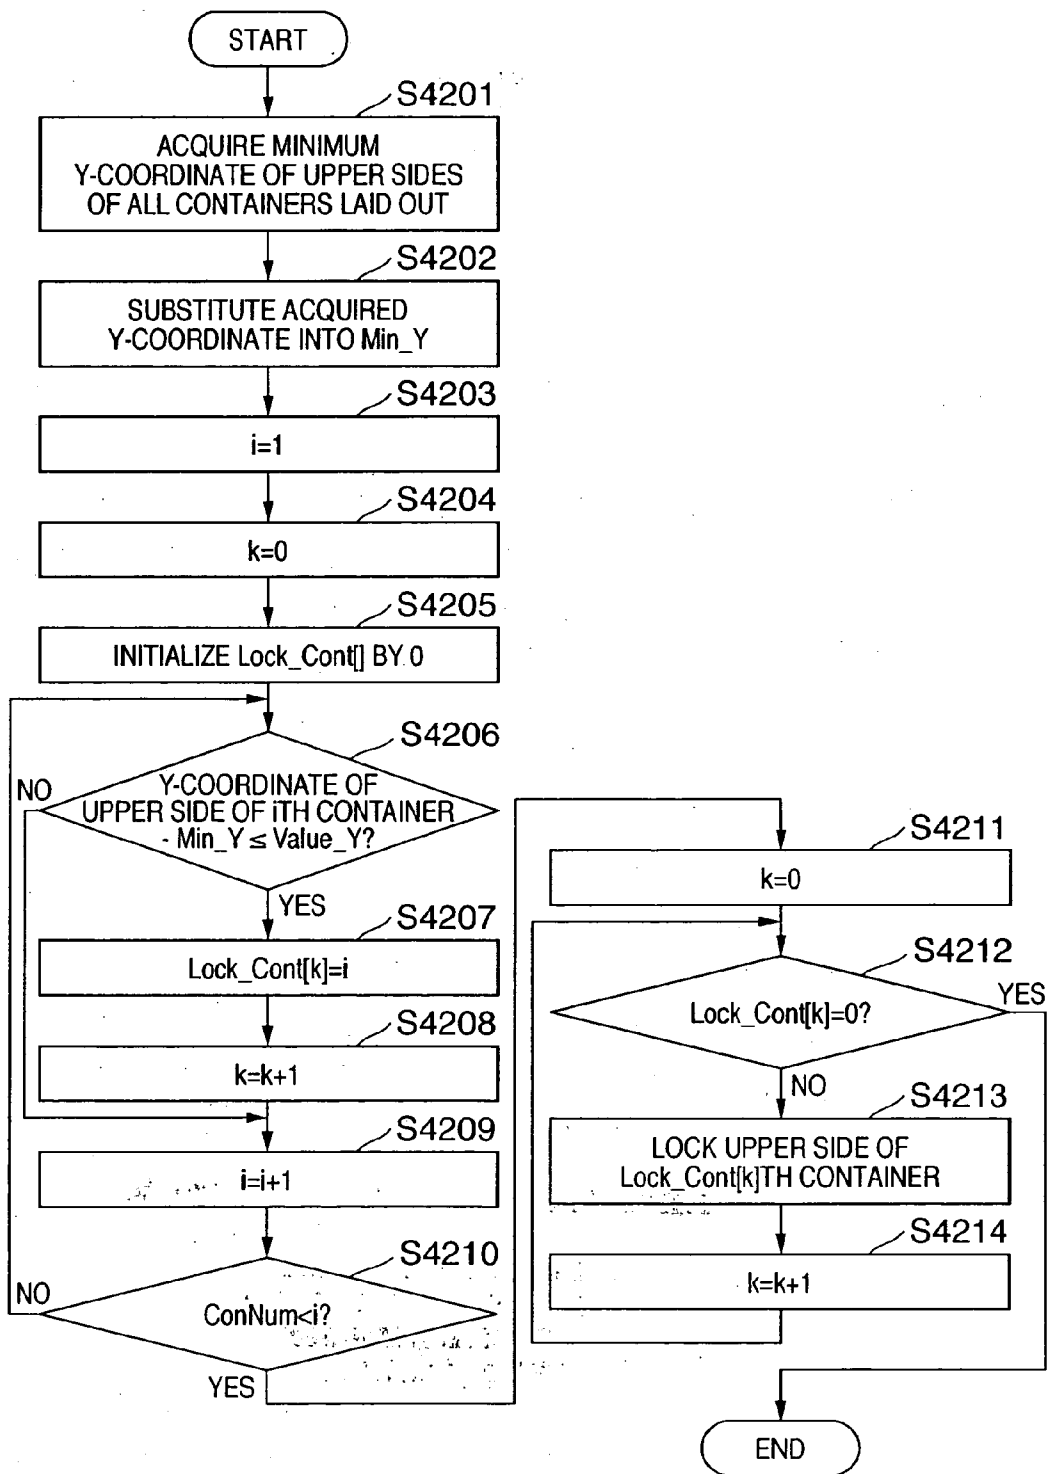 START
S4201
ACQUIRE MINIMUM
Y-COORDINATE OF UPPER SIDES
OF ALL CONTAINERS LAID OUT
S4202
SUBSTITUTE ACQUIRED
Y-COORDINATE INTO Min_Y
S4203
i=1
S4204
k=0
S4205
INITIALIZE Lock_Cont[] BY 0
S4206
NO
Y-COORDINATE OF
UPPER SIDE OF iTH CONTAINER
- Min_Y ≤ Value_Y?
YES
S4207
Lock_Cont[k]=i
S4208
k=k+1
S4209
i=i+1
S4210
NO
ConNum<i?
YES
S4211
k=0
S4212
YES
Lock_Cont[k]=0?
NO
S4213
LOCK UPPER SIDE OF
Lock_Cont[k]TH CONTAINER
S4214
k=k+1
END